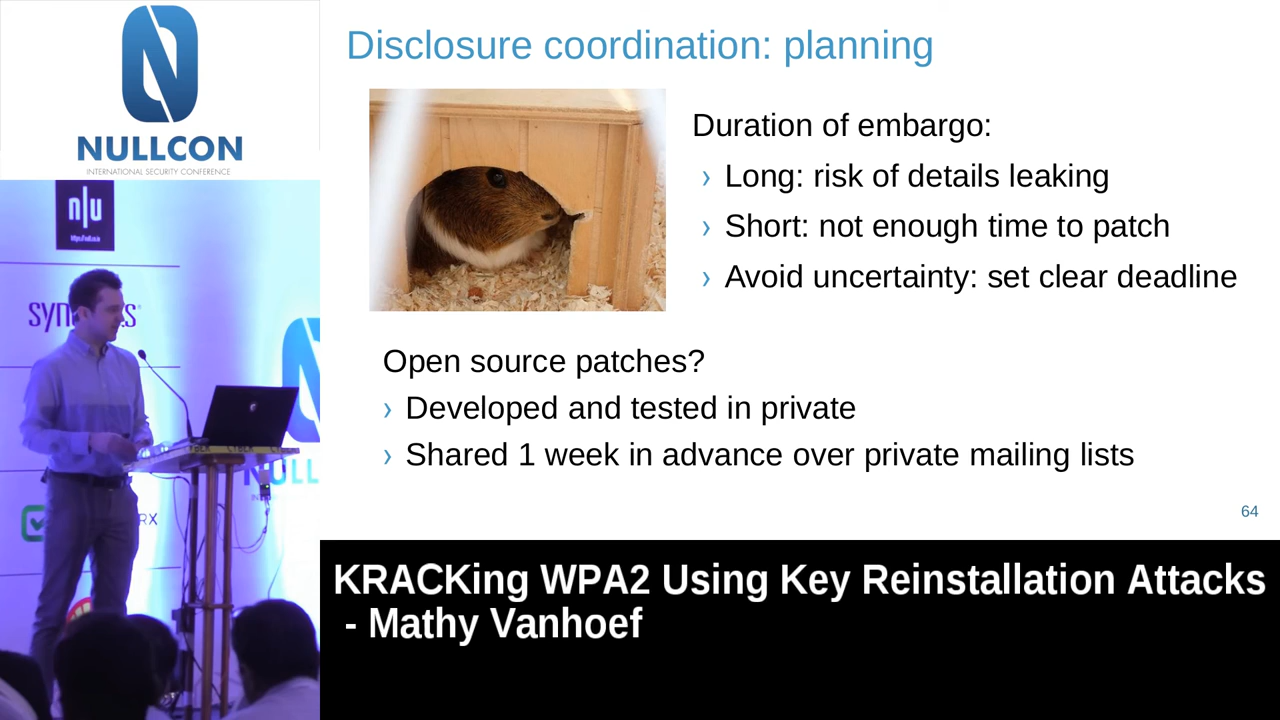 NULLCON
INTERNATIONAL SECURITY CONFERENCE
n|u
Disclosure coordination: planning
Duration of embargo:
› Long: risk of details leaking
› Short: not enough time to patch
› Avoid uncertainty: set clear deadline
Open source patches?
› Developed and tested in private
› Shared 1 week in advance over private mailing lists
64
KRACKing WPA2 Using Key Reinstallation Attacks
- Mathy Vanhoef